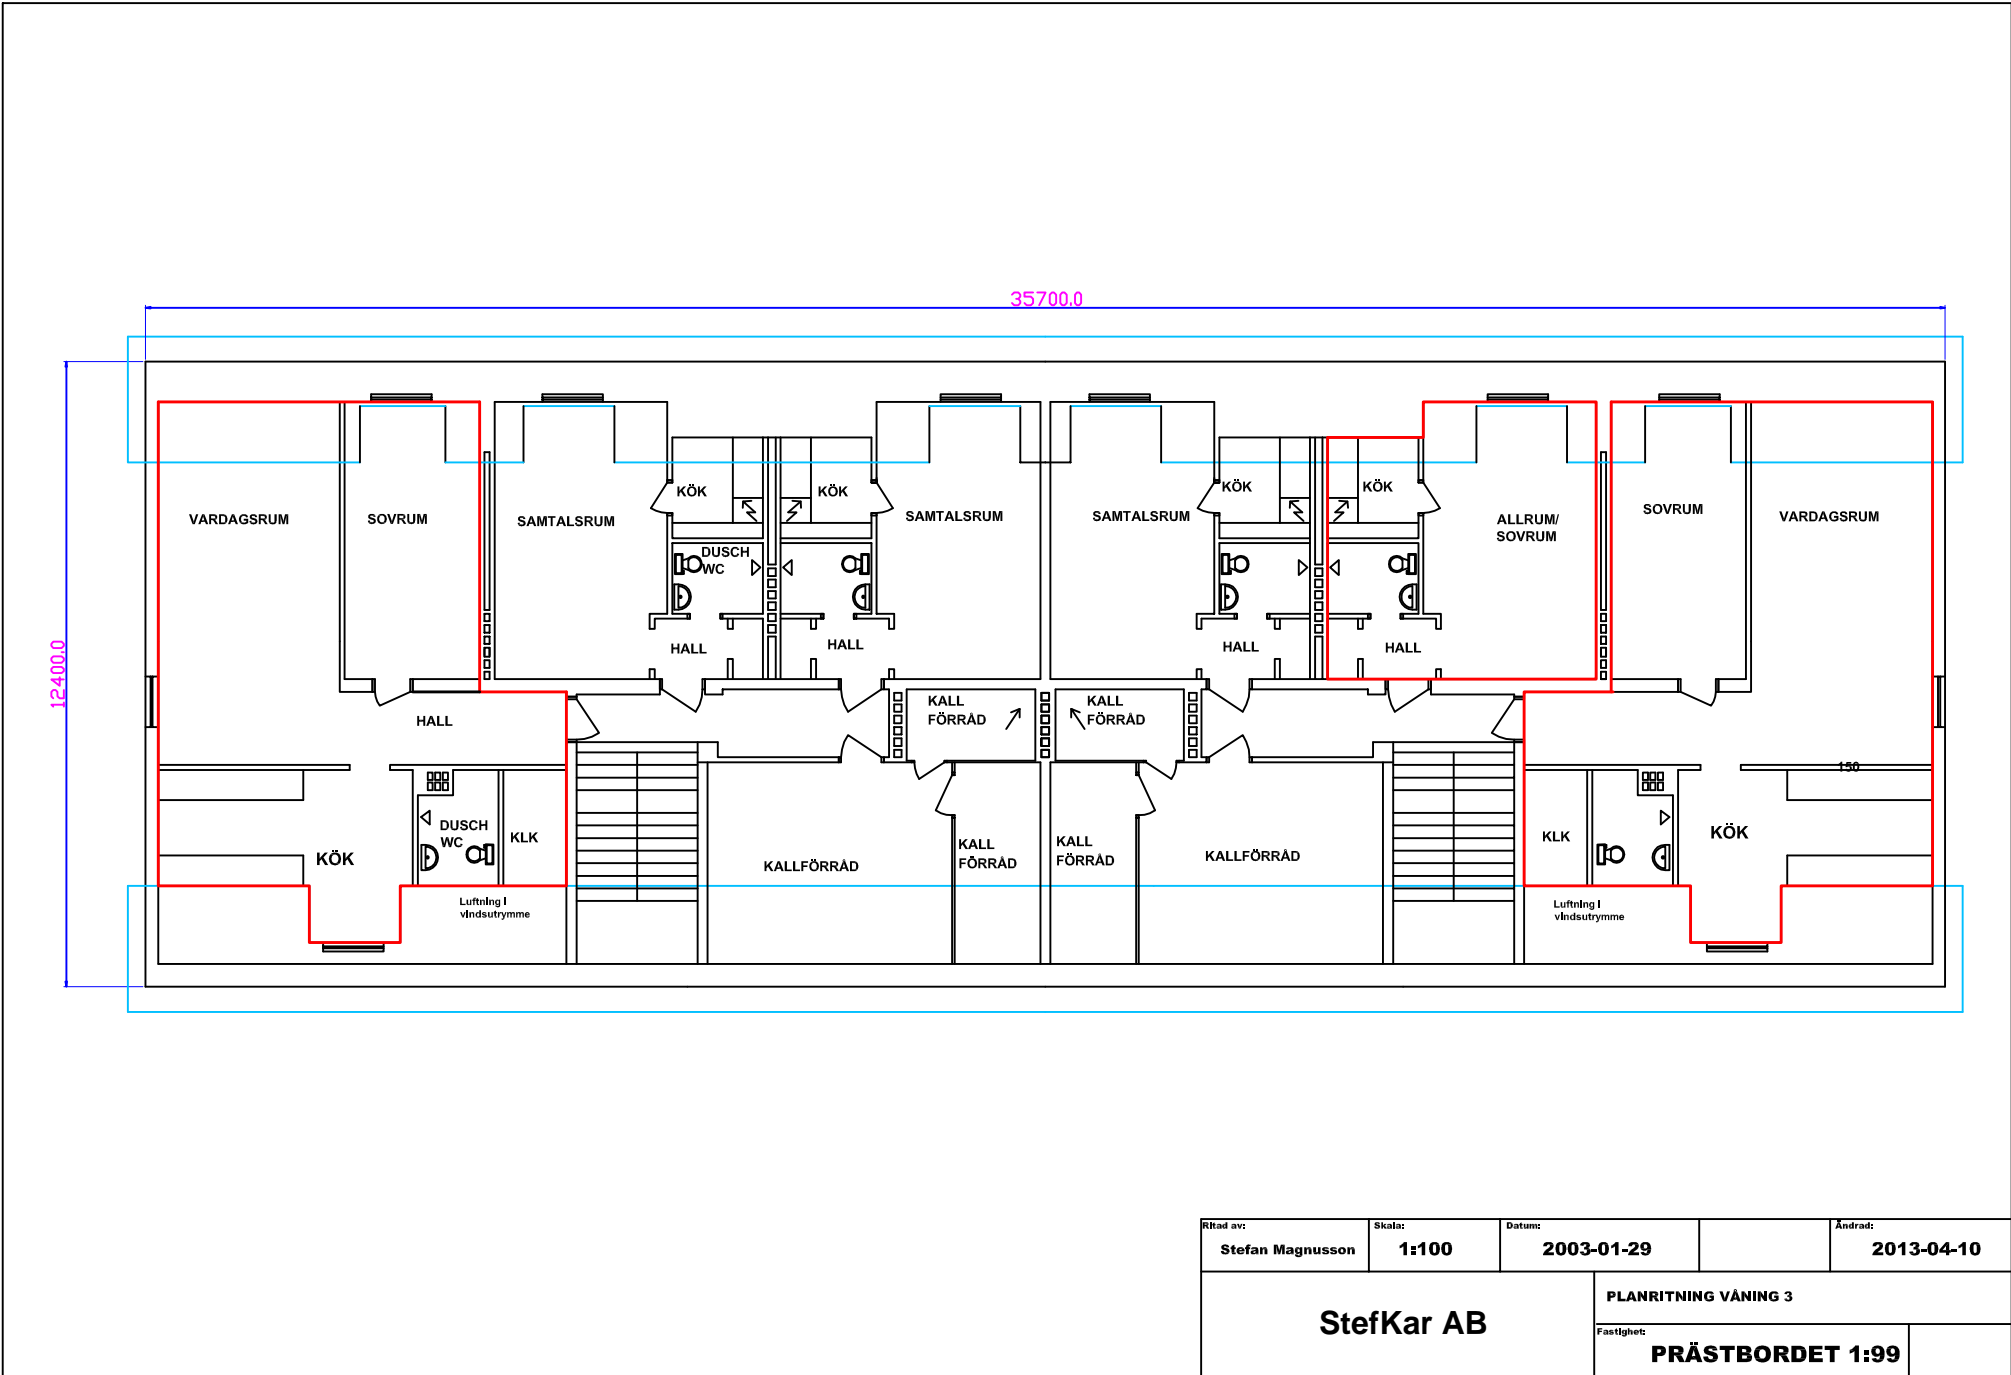 35700.0
12400.0
VARDAGSRUM
SOVRUM
SAMTALSRUM
KÖK
KÖK
SAMTALSRUM
SAMTALSRUM
KÖK
KÖK
ALLRUM/
SOVRUM
SOVRUM
VARDAGSRUM
DUSCH
WC
HALL
HALL
HALL
HALL
HALL
KALL
FÖRRÅD
KALL
FÖRRÅD
150
DUSCH
WC
KLK
KÖK
KALLFÖRRÅD
KALL
FÖRRÅD
KALL
FÖRRÅD
KALLFÖRRÅD
KLK
KÖK
Luftning i
vindsutrymme
Luftning i
vindsutrymme
Ritad av:
Stefan Magnusson
Skala:
1:100
Datum:
2003-01-29
Ändrad:
2013-04-10
StefKar AB
PLANRITNING VÅNING 3
Fastighet:
PRÄSTBORDET 1:99